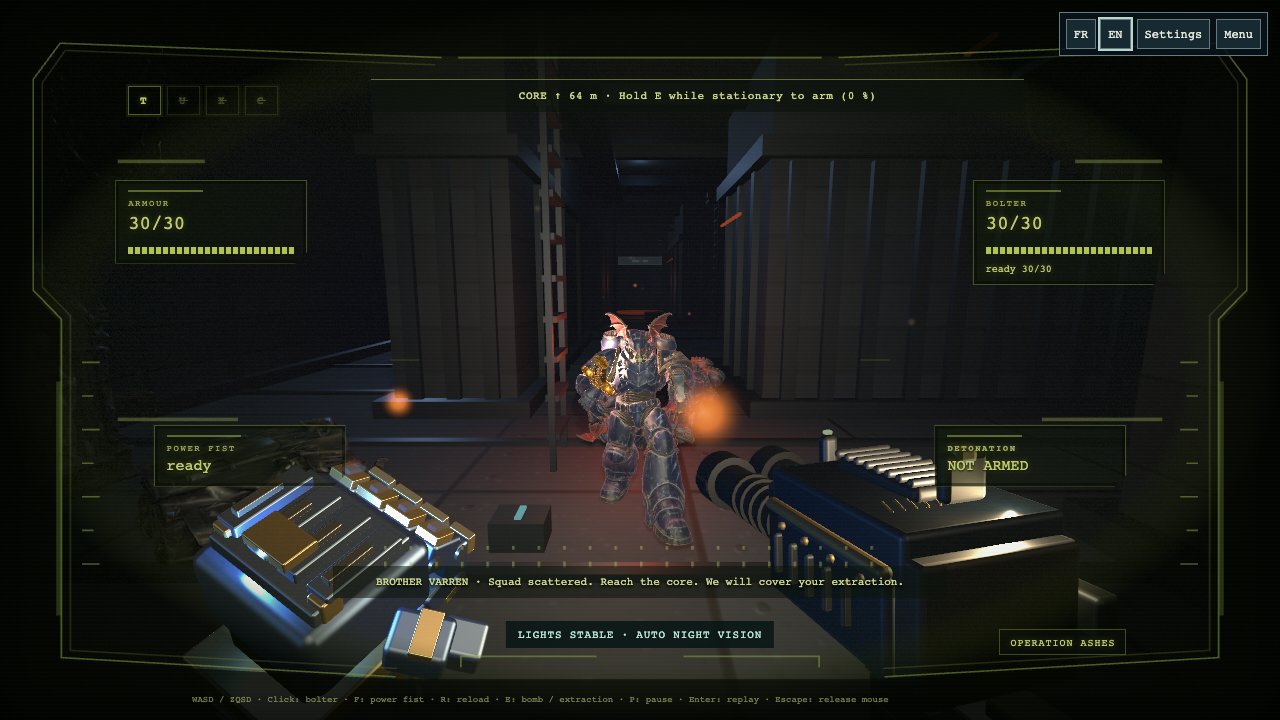 FR EN Settings Menu
CORE ↑ 64 m · Hold E while stationary to arm (0 %)
T U X C
ARMOUR
30/30
BOLTER
30/30
ready 30/30
POWER FIST
ready
DETONATION
NOT ARMED
BROTHER VARREN · Squad scattered. Reach the core. We will cover your extraction.
LIGHTS STABLE · AUTO NIGHT VISION
OPERATION ASHES
WASD / ZQSD · Click: bolter · F: power fist · R: reload · E: bomb / extraction · P: pause · Enter: replay · Escape: release mouse